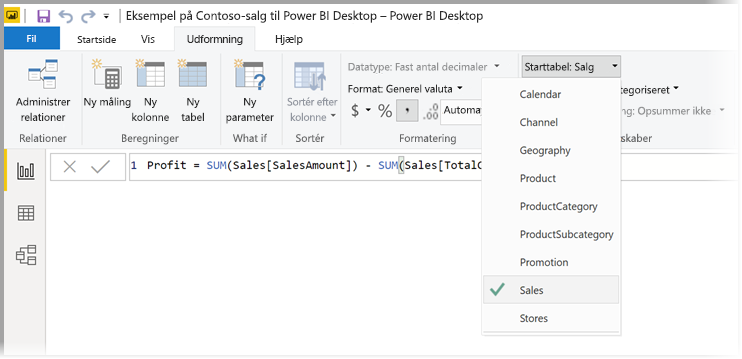 Eksempel på Contoso-salg til Power BI Desktop – Power BI Desktop
Fil Startside Vis Udformning Hjælp
Administrer relationer
Ny måling
Ny kolonne
Ny tabel
Ny parameter
Sortér efter kolonne
Datatype: Fast antal decimaler
Format: Generel valuta
$ % , .00
Starttabel: Salg
Relationer Beregninger What if Sortér Formatering
1 Profit = SUM(Sales[SalesAmount]) - SUM(Sales[TotalC
Calendar
Channel
Geography
Product
ProductCategory
ProductSubcategory
Promotion
Sales
Stores
ategoriseret
ng: Opsummer ikke
skaber